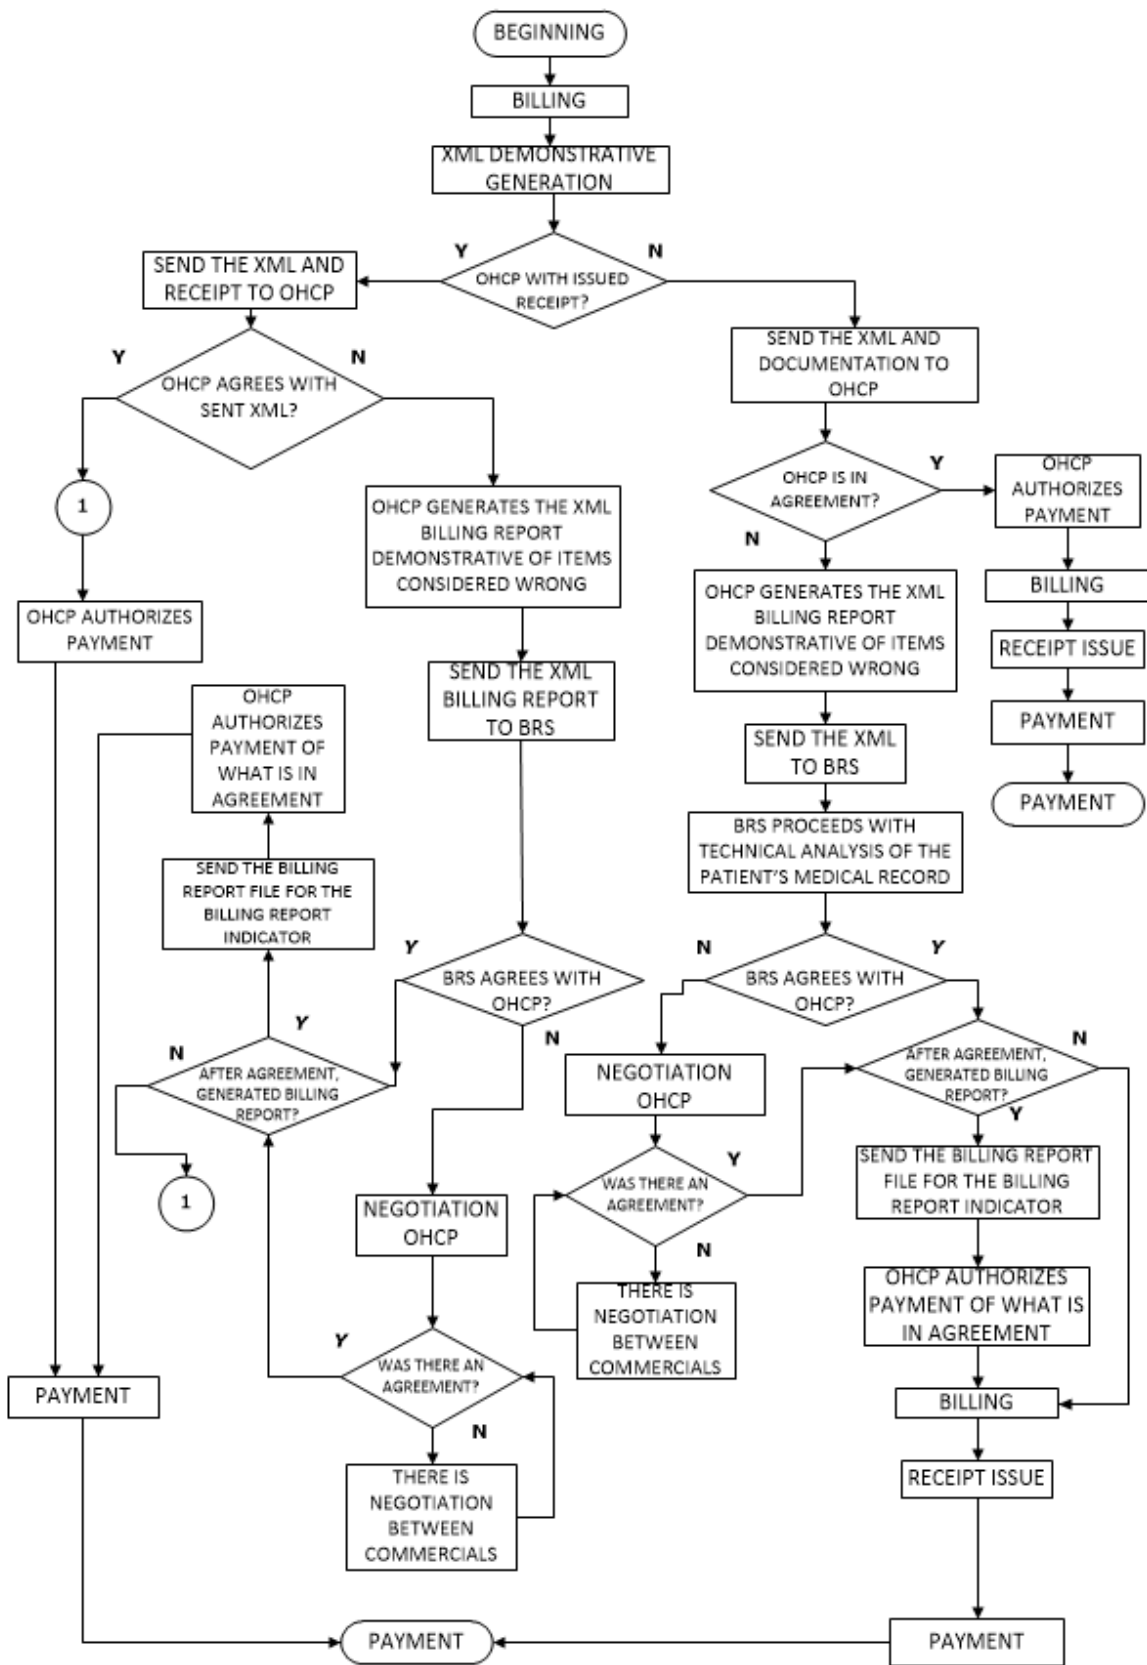 BEGINNING
BILLING
XML DEMONSTRATIVE
GENERATION
Y
N
OHCP WITH ISSUED
RECEIPT?
SEND THE XML AND
RECEIPT TO OHCP
SEND THE XML AND
DOCUMENTATION TO
OHCP
Y
N
OHCP AGREES WITH
SENT XML?
OHCP IS IN
AGREEMENT?
Y
N
OHCP
AUTHORIZES
PAYMENT
1
OHCP GENERATES THE XML
BILLING REPORT
DEMONSTRATIVE OF ITEMS
CONSIDERED WRONG
OHCP GENERATES THE XML
BILLING REPORT
DEMONSTRATIVE OF ITEMS
CONSIDERED WRONG
BILLING
OHCP AUTHORIZES
PAYMENT
RECEIPT ISSUE
SEND THE XML
BILLING REPORT
TO BRS
OHCP
AUTHORIZES
PAYMENT OF
WHAT IS IN
AGREEMENT
SEND THE XML
TO BRS
PAYMENT
PAYMENT
BRS PROCEEDS WITH
TECHNICAL ANALYSIS OF THE
PATIENT'S MEDICAL RECORD
SEND THE BILLING
REPORT FILE FOR THE
BILLING REPORT
INDICATOR
Y
BRS AGREES WITH
OHCP?
N
N
Y
BRS AGREES WITH
OHCP?
Y
N
AFTER AGREEMENT,
GENERATED BILLING
REPORT?
NEGOTIATION
OHCP
AFTER AGREEMENT,
GENERATED BILLING
REPORT?
N
Y
1
NEGOTIATION
OHCP
WAS THERE AN
AGREEMENT?
Y
N
SEND THE BILLING REPORT
FILE FOR THE BILLING
REPORT INDICATOR
THERE IS
NEGOTIATION
BETWEEN
COMMERCIALS
OHCP AUTHORIZES
PAYMENT OF WHAT IS
IN AGREEMENT
Y
WAS THERE AN
AGREEMENT?
N
PAYMENT
BILLING
THERE IS
NEGOTIATION
BETWEEN
COMMERCIALS
RECEIPT ISSUE
PAYMENT
PAYMENT